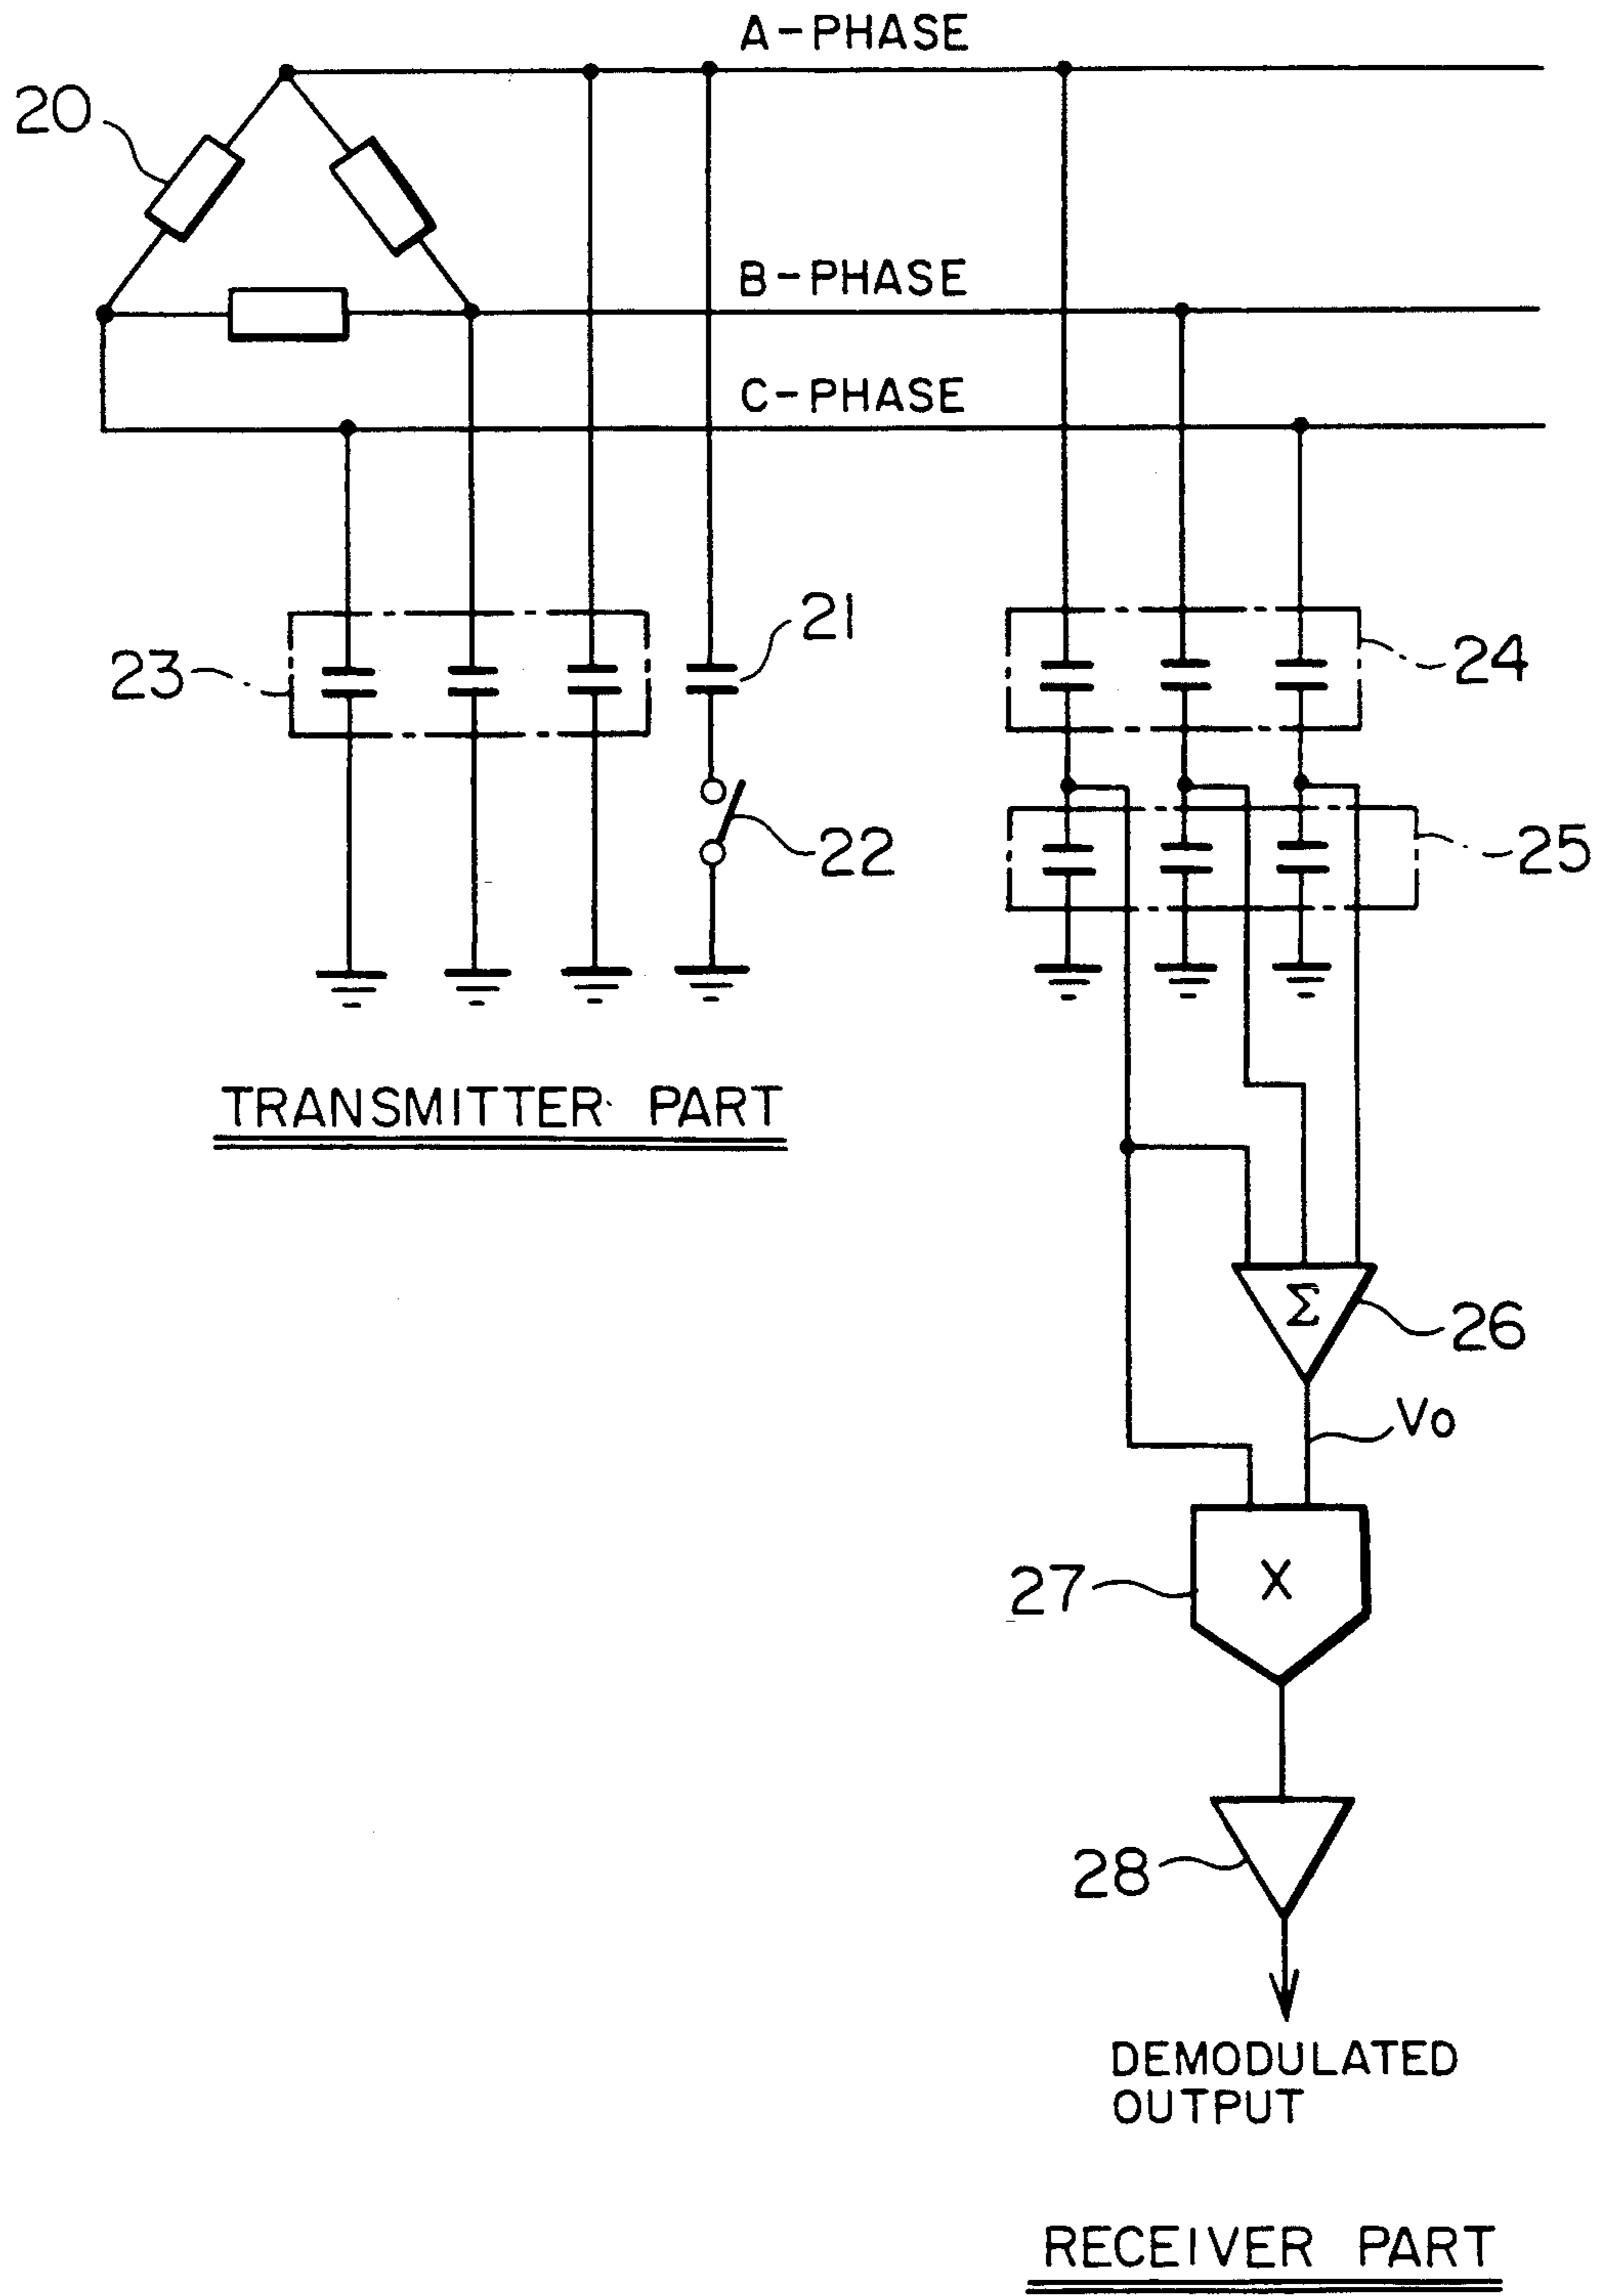 A-PHASE
20
B-PHASE
C-PHASE
21
23
24
22
25
TRANSMITTER PART
Σ
26
Vo
27
X
28
DEMODULATED
OUTPUT
RECEIVER PART